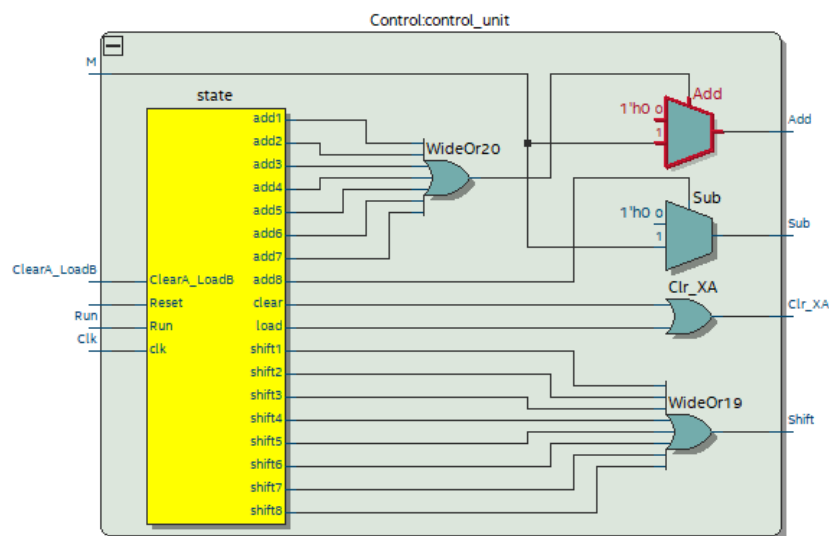 Control:control_unit
M
state
add1
add2
add3
add4
add5
add6
add7
add8
clear
load
shift1
shift2
shift3
shift4
shift5
shift6
shift7
shift8
ClearA_LoadB
ClearA_LoadB
Reset
Run
Run
Clk
clk
WideOr20
Add
1'h0 0
1
Add
Sub
1'h0 0
1
Sub
Clr_XA
Clr_XA
WideOr19
Shift